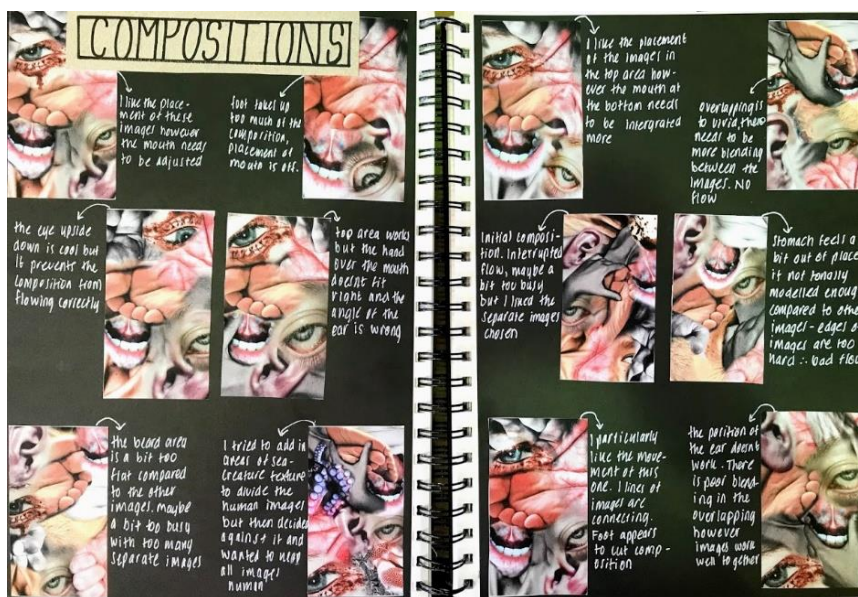 COMPOSITIONS
I like the place-
ment of these
images however
the mouth needs
to be adjusted
foot takes up
too much of the
composition,
placement of
mouth is off.
the eye upside
down is cool but
it prevents the
composition from
flowing correctly
top area works
but the hand
over the mouth
doesnt fit
right and the
angle of the
ear is wrong
the beard area
is a bit too
flat compared
to the other
images. maybe
a bit too busy
with too many
separate images
I tried to add in
areas of sea-
creature texture
to divide the
human images
but then decided
against it and
wanted to keep
all images
human
I like the placement
of the images in
the top area how-
ever the mouth at
the bottom needs
to be intergrated
more
overlapping is
to vivid, there
needs to be
more blending
between the
images. NO
flow
Initial composi-
tion. Interrupted
flow, maybe a
bit too busy
but I liked the
separate images
chosen
Stomach feels a
bit out of place
it not tonally
modelled enough
compared to other
images - edges of
images are too
hard ∴ bad flow
I particularly
like the move-
ment of this
one. lines of
images are
connecting.
Foot appears
to cut comp-
osition
the position of
the ear doesnt
work. There
is poor blend-
ing in the
overlapping
however
images work
well together